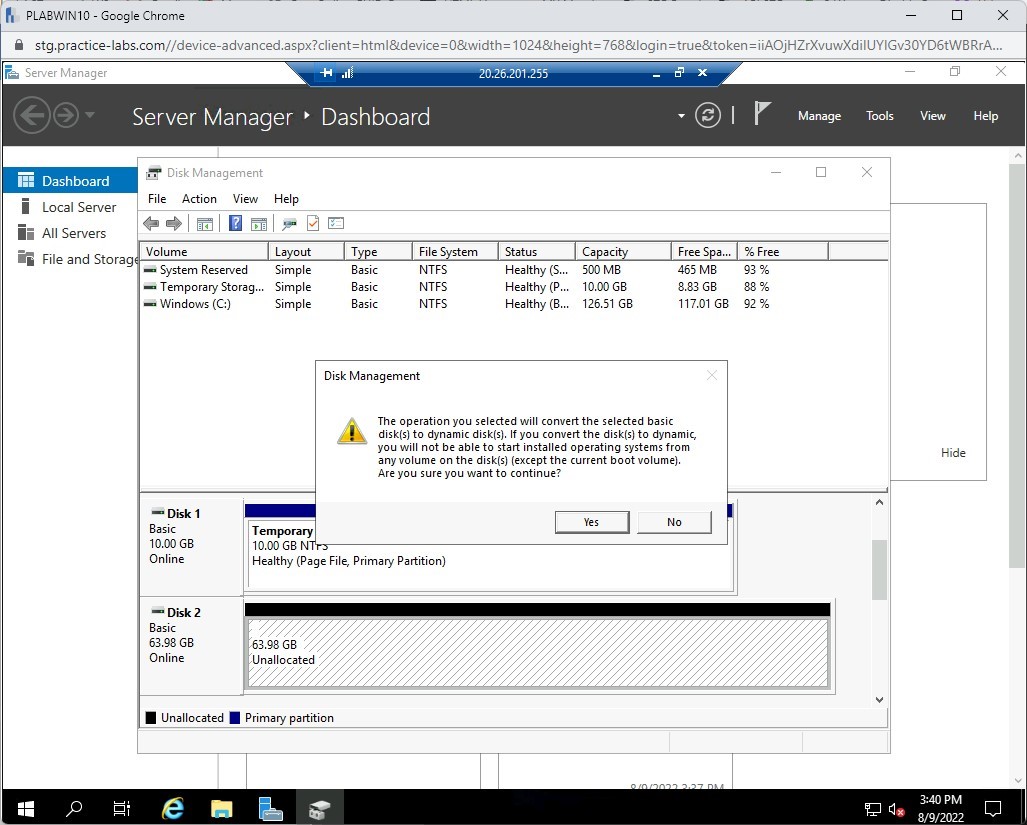 PLABWIN10 - Google Chrome
stg.practice-labs.com//device-advanced.aspx?client=html&device=0&width=1024&height=768&login=true&token=iiAOjHZrXvuwXdiIUYIGv30YD6tWBRrA...
Server Manager
20.26.201.255
Server Manager Dashboard
Manage Tools View Help
Dashboard
Local Server
All Servers
File and Storage
Disk Management
File Action View Help
Volume Layout Type File System Status Capacity Free Spa... % Free
System Reserved Simple Basic NTFS Healthy (S... 500 MB 465 MB 93 %
Temporary Storag... Simple Basic NTFS Healthy (P... 10.00 GB 8.83 GB 88 %
Windows (C:) Simple Basic NTFS Healthy (B... 126.51 GB 117.01 GB 92 %
Disk Management
The operation you selected will convert the selected basic
disk(s) to dynamic disk(s). If you convert the disk(s) to dynamic,
you will not be able to start installed operating systems from
any volume on the disk(s) (except the current boot volume).
Are you sure you want to continue?
Yes No
Hide
Disk 1
Basic
10.00 GB
Online
Temporary
10.00 GB NTFS
Healthy (Page File, Primary Partition)
Disk 2
Basic
63.98 GB
Online
63.98 GB
Unallocated
Unallocated Primary partition
8/9/2022 3:37 PM
3:40 PM
8/9/2022